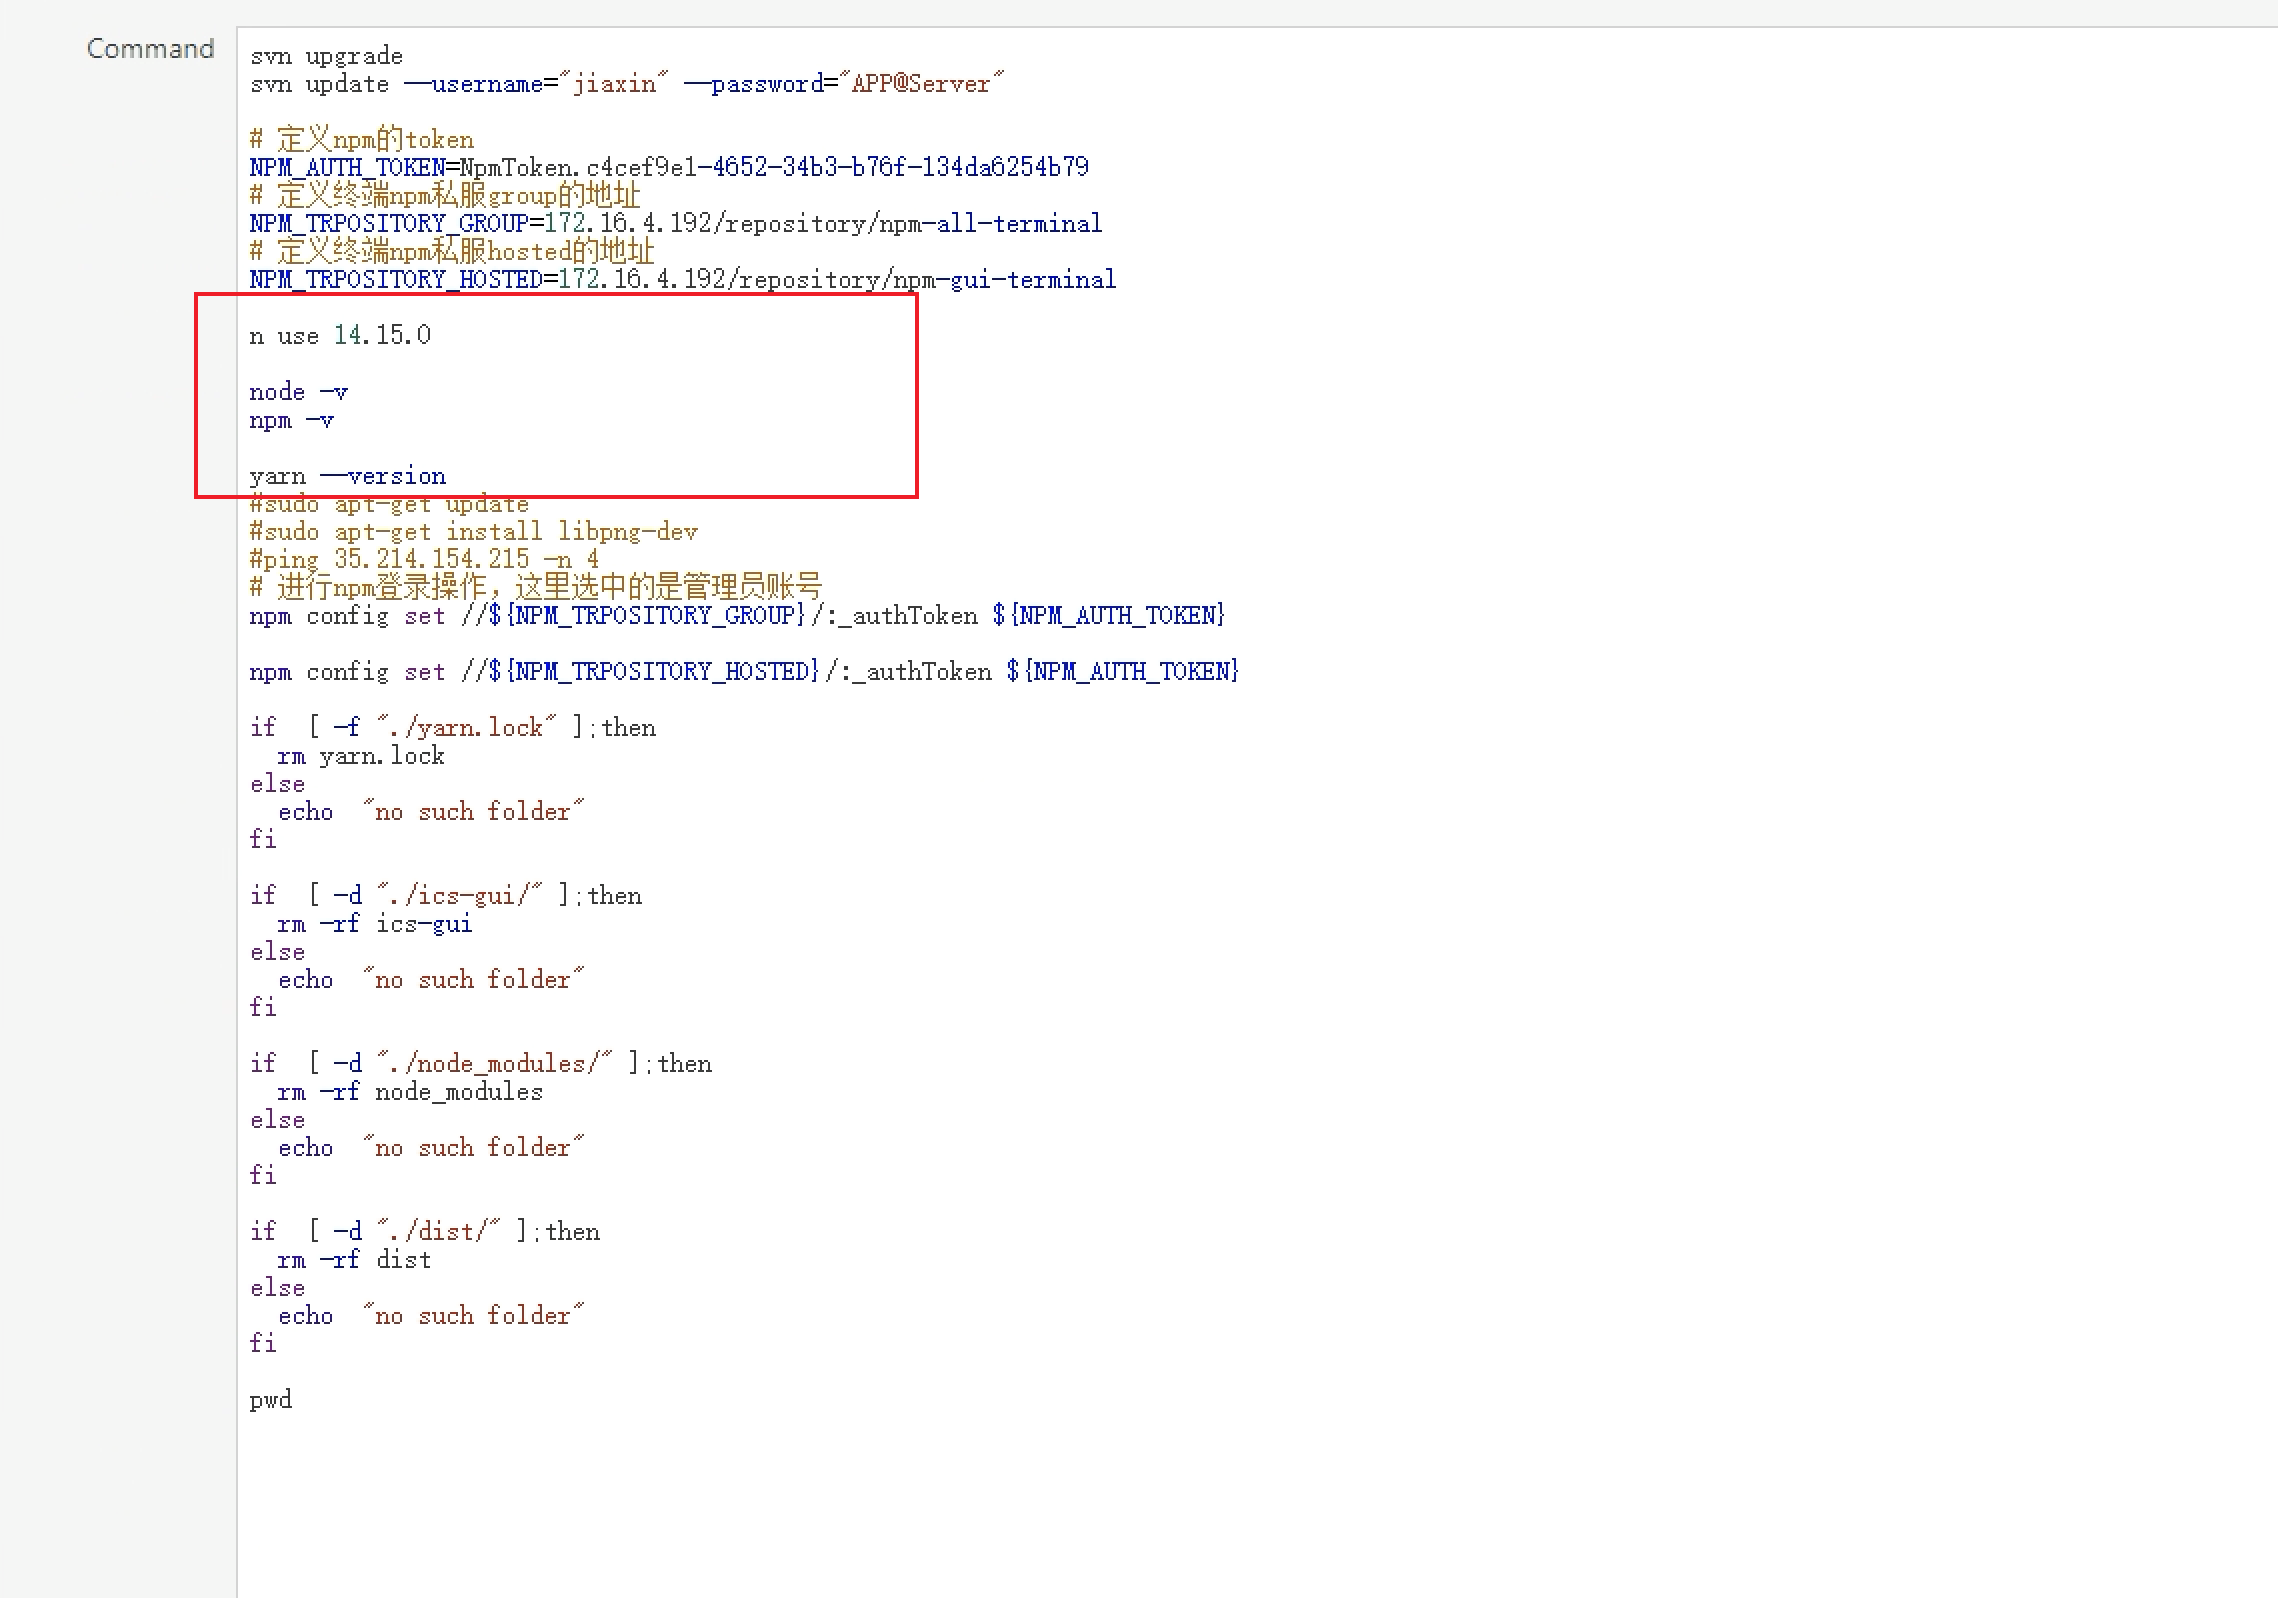 Command
svn upgrade
svn update --username="jiaxin" --password="APP@Server"
# 定义npm的token
NPM_AUTH_TOKEN=NpmToken.c4cef9e1-4652-34b3-b76f-134da6254b79
# 定义终端npm私服group的地址
NPM_TRPOSITORY_GROUP=172.16.4.192/repository/npm-all-terminal
# 定义终端npm私服hosted的地址
NPM_TRPOSITORY_HOSTED=172.16.4.192/repository/npm-gui-terminal
n use 14.15.0
node -v
npm -v
yarn --version
#sudo apt-get update
#sudo apt-get install libpng-dev
#ping 35.214.154.215 -n 4
# 进行npm登录操作，这里选中的是管理员账号
npm config set //${NPM_TRPOSITORY_GROUP}/:_authToken ${NPM_AUTH_TOKEN}
npm config set //${NPM_TRPOSITORY_HOSTED}/:_authToken ${NPM_AUTH_TOKEN}
if  [ -f "./yarn.lock" ];then
  rm yarn.lock
else
  echo  "no such folder"
fi
if  [ -d "./ics-gui/" ];then
  rm -rf ics-gui
else
  echo  "no such folder"
fi
if  [ -d "./node_modules/" ];then
  rm -rf node_modules
else
  echo  "no such folder"
fi
if  [ -d "./dist/" ];then
  rm -rf dist
else
  echo  "no such folder"
fi
pwd